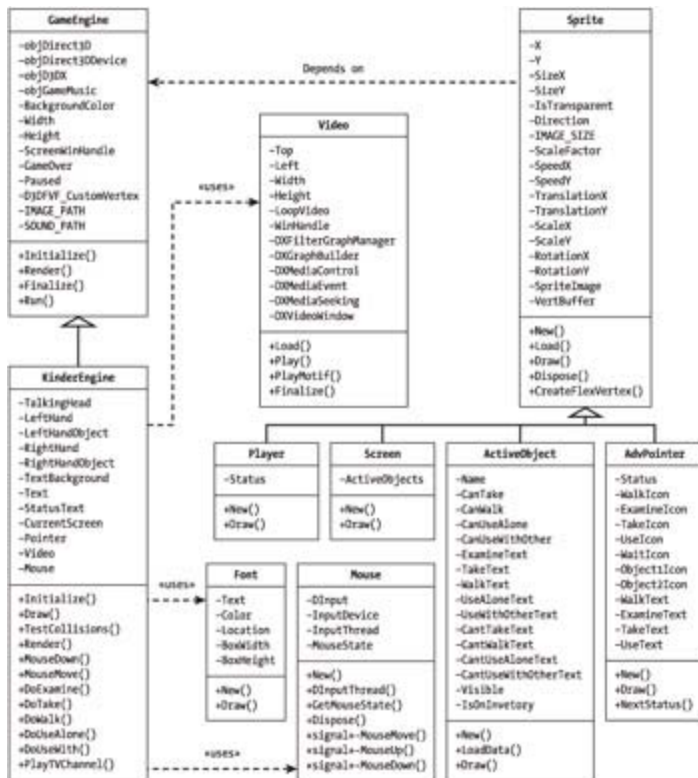 GameEngine
-objDirect3D
-objDirect3DDevice
-objD3DX
-objGameMusic
-BackgroundColor
-Width
-Height
-ScreenWinHandle
-GameOver
-Paused
-D3DFVF_CustomVertex
-IMAGE_PATH
-SOUND_PATH
+Initialize()
+Render()
+Finalize()
+Run()
Depends on
Sprite
-X
-Y
-SizeX
-SizeY
-IsTransparent
-Direction
-IMAGE_SIZE
-ScaleFactor
-SpeedX
-SpeedY
-TranslationX
-TranslationY
-ScaleX
-ScaleY
-RotationX
-RotationY
-SpriteImage
-VertBuffer
+New()
+Load()
+Draw()
+Dispose()
+CreateFlexVertex()
«uses»
Video
-Top
-Left
-Width
-Height
-LoopVideo
-WinHandle
-DXFilterGraphManager
-DXGraphBuilder
-DXMediaControl
-DXMediaEvent
-DXMediaSeeking
-DXVideoWindow
+Load()
+Play()
+PlayMotif()
+Finalize()
KinderEngine
-TalkingHead
-LeftHand
-LeftHandObject
-RightHand
-RightHandObject
-TextBackground
-Text
-StatusText
-CurrentScreen
-Pointer
-Video
-Mouse
+Initialize()
+Draw()
+TestCollisions()
+Render()
+MouseDown()
+MouseMove()
+DoExamine()
+DoTake()
+DoWalk()
+DoUseAlone()
+DoUseWith()
+PlayTVChannel()
Player
-Status
+New()
+Draw()
Screen
-ActiveObjects
+New()
+Draw()
ActiveObject
-Name
-CanTake
-CanWalk
-CanUseAlone
-CanUseWithOther
-ExamineText
-TakeText
-WalkText
-UseAloneText
-UseWithOtherText
-CantTakeText
-CantWalkText
-CantUseAloneText
-CantUseWithOtherText
-Visible
-IsOnInvetory
+New()
+LoadData()
+Draw()
AdvPointer
-Status
-WalkIcon
-ExamineIcon
-TakeIcon
-UseIcon
-WaitIcon
-Object1Icon
-Object2Icon
-WalkText
-ExamineText
-TakeText
-UseText
+New()
+Draw()
+NextStatus()
«uses»
Font
-Text
-Color
-Location
-BoxWidth
-BoxHeight
+New()
+Draw()
Mouse
-DInput
-InputDevice
-InputThread
-MouseState
+New()
+DInputThread()
+GetMouseState()
+Dispose()
«signal»-MouseMove()
«signal»-MouseUp()
«signal»-MouseDown()
«uses»